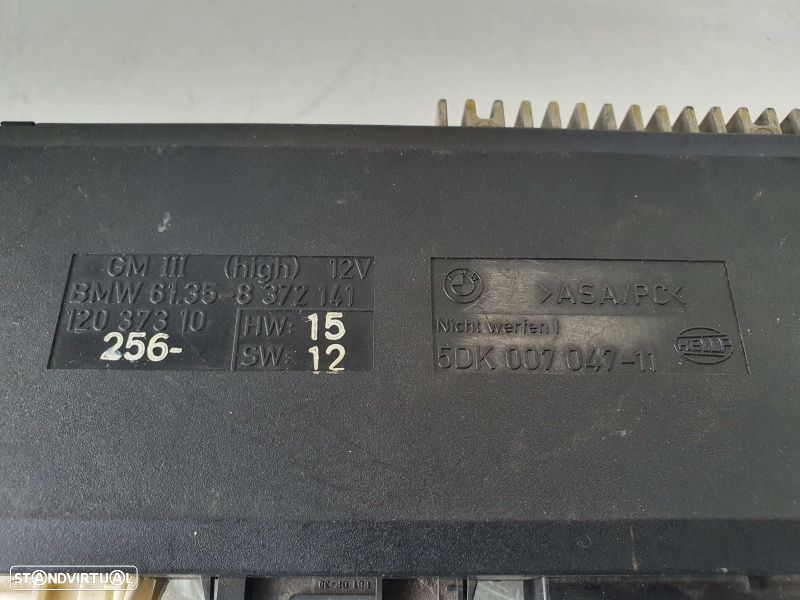 GM III (high) 12V
BMW 61.35-8 372 141
120 373 10
256-
HW: 15
SW: 12
BMW
>ASA/PC<
Nicht werfen!
5DK 007 047-11
HELLA
STANDVIRTUAL